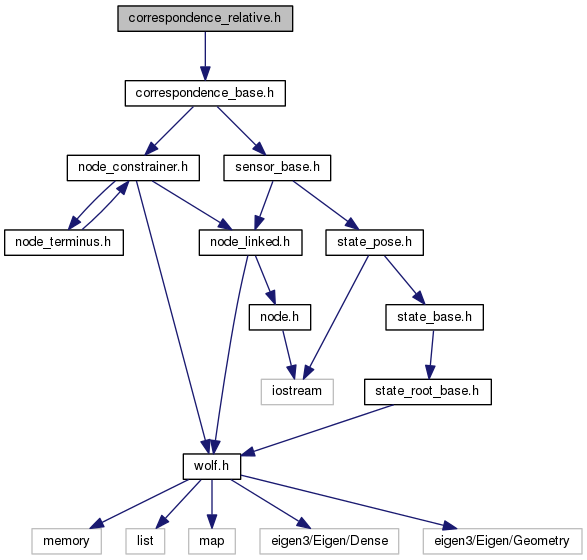 correspondence_relative.h
correspondence_base.h
node_constrainer.h
sensor_base.h
node_terminus.h
node_linked.h
state_pose.h
node.h
state_base.h
iostream
state_root_base.h
wolf.h
memory
list
map
eigen3/Eigen/Dense
eigen3/Eigen/Geometry